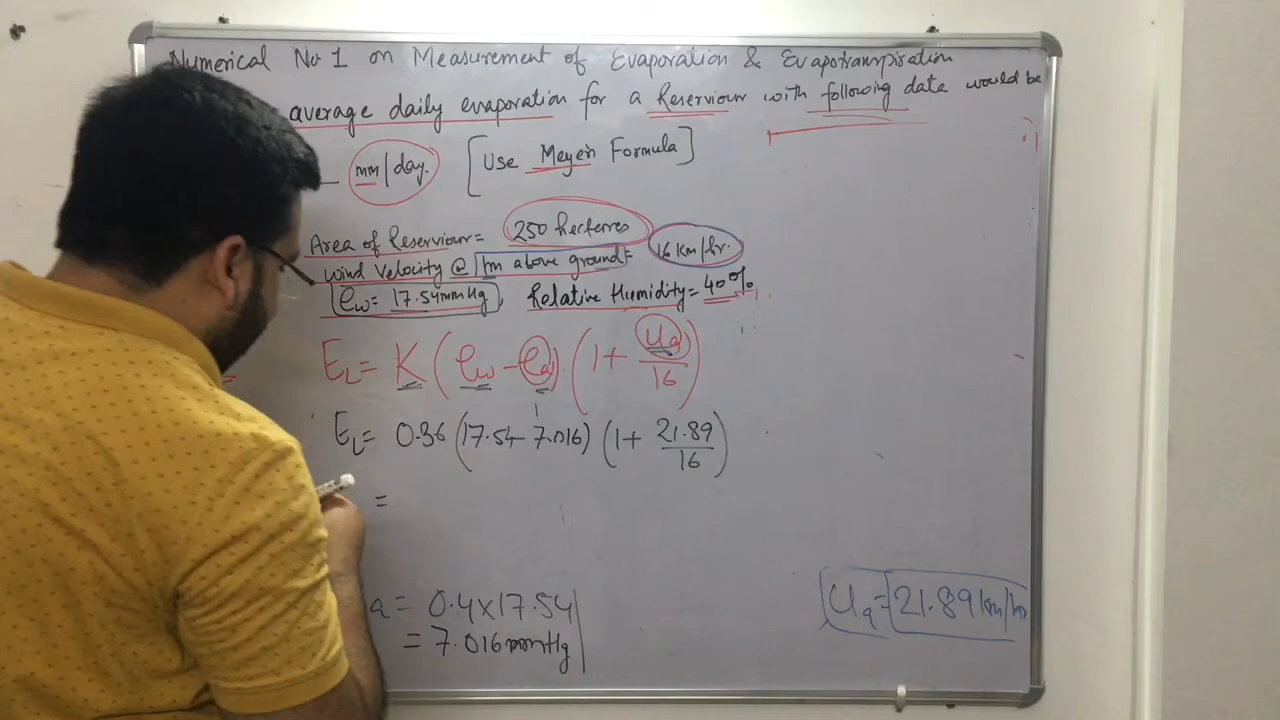 Numerical No 1 on Measurement of Evaporation & Evapotranspiration
average daily evaporation for a Reserviour with following data would be
mm/day. [Use Meyer's Formula]
Area of Reserviour = 250 hecteres
wind velocity @ 1m above ground = 16 Km/hr.
ew = 17.54mmHg, Relative Humidity = 40%
EL = K (ew - ea) (1 + u9/16)
EL = 0.36 (17.54 - 7.016) (1 + 21.89/16)
=
a = 0.4 x 17.54
= 7.016mmHg
U9 = 21.89 km/hr